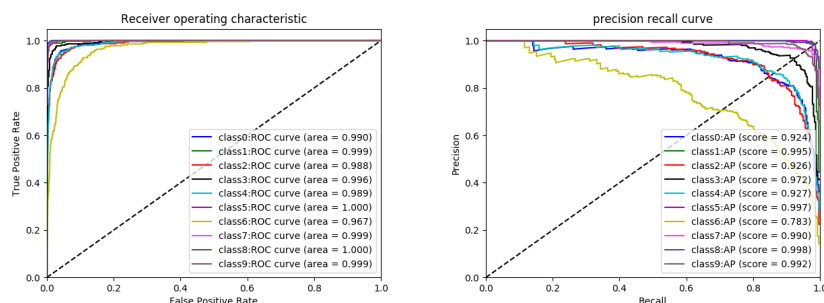 Receiver operating characteristic
1.0
0.8
0.6
0.4
0.2
0.0
True Positive Rate
class0:ROC curve (area = 0.990)
class1:ROC curve (area = 0.999)
class2:ROC curve (area = 0.988)
class3:ROC curve (area = 0.996)
class4:ROC curve (area = 0.989)
class5:ROC curve (area = 1.000)
class6:ROC curve (area = 0.967)
class7:ROC curve (area = 0.999)
class8:ROC curve (area = 1.000)
class9:ROC curve (area = 0.999)
0.0 0.2 0.4 0.6 0.8 1.0
False Positive Rate
precision recall curve
1.0
0.8
0.6
0.4
0.2
0.0
Precision
class0:AP (score = 0.924)
class1:AP (score = 0.995)
class2:AP (score = 0.926)
class3:AP (score = 0.972)
class4:AP (score = 0.927)
class5:AP (score = 0.997)
class6:AP (score = 0.783)
class7:AP (score = 0.990)
class8:AP (score = 0.998)
class9:AP (score = 0.992)
0.0 0.2 0.4 0.6 0.8 1.0
Recall